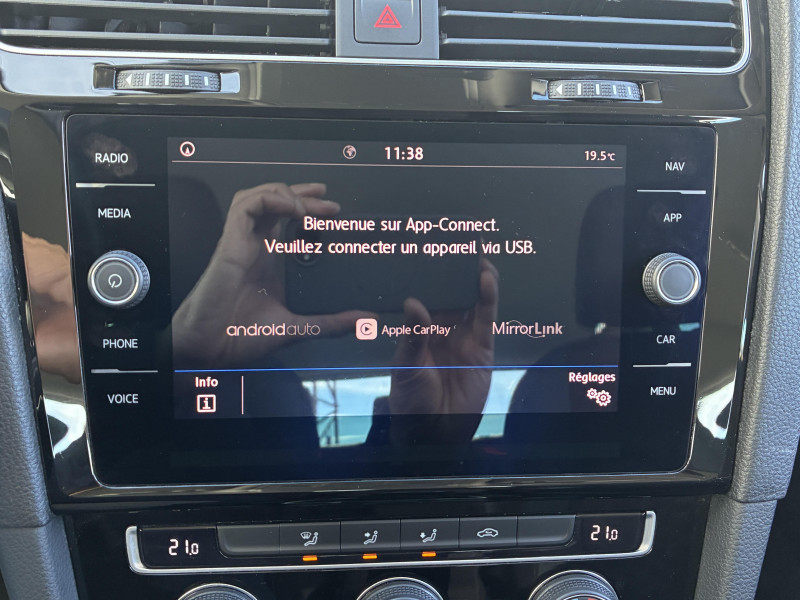 RADIO
MEDIA
PHONE
VOICE
11:38
19.5°C
Bienvenue sur App-Connect.
Veuillez connecter un appareil via USB.
androidauto
Apple CarPlay
MirrorLink
Info
Réglages
NAV
APP
CAR
MENU
21.0
21.0